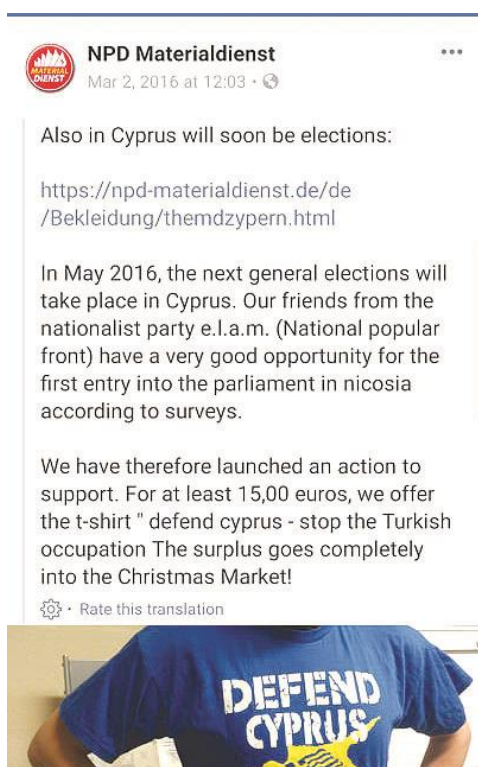 NPD Materialdienst
MATERIAL
DIENST
Mar 2, 2016 at 12:03 ·
Also in Cyprus will soon be elections:
https://npd-materialdienst.de/de
/Bekleidung/themdzypern.html
In May 2016, the next general elections will
take place in Cyprus. Our friends from the
nationalist party e.l.a.m. (National popular
front) have a very good opportunity for the
first entry into the parliament in nicosia
according to surveys.
We have therefore launched an action to
support. For at least 15,00 euros, we offer
the t-shirt " defend cyprus - stop the Turkish
occupation The surplus goes completely
into the Christmas Market!
· Rate this translation
DEFEND
CYPRUS